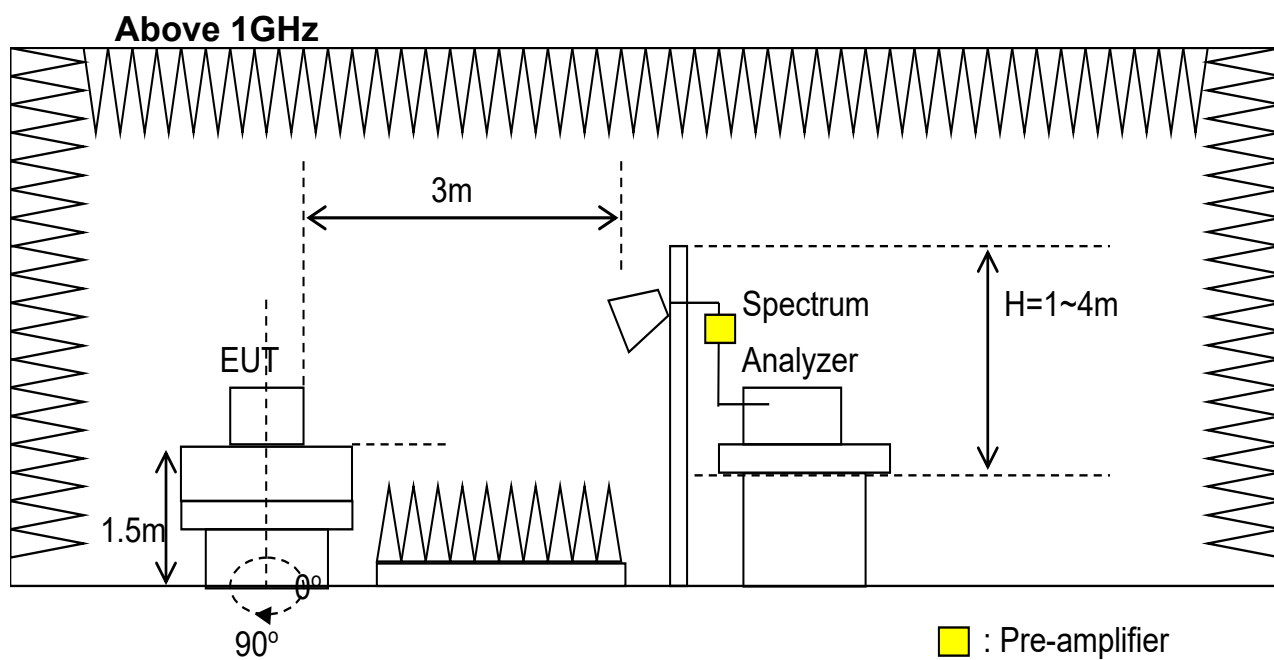 Above 1GHz
3m
Spectrum
H=1~4m
EUT
Analyzer
1.5m
0º
90º
: Pre-amplifier